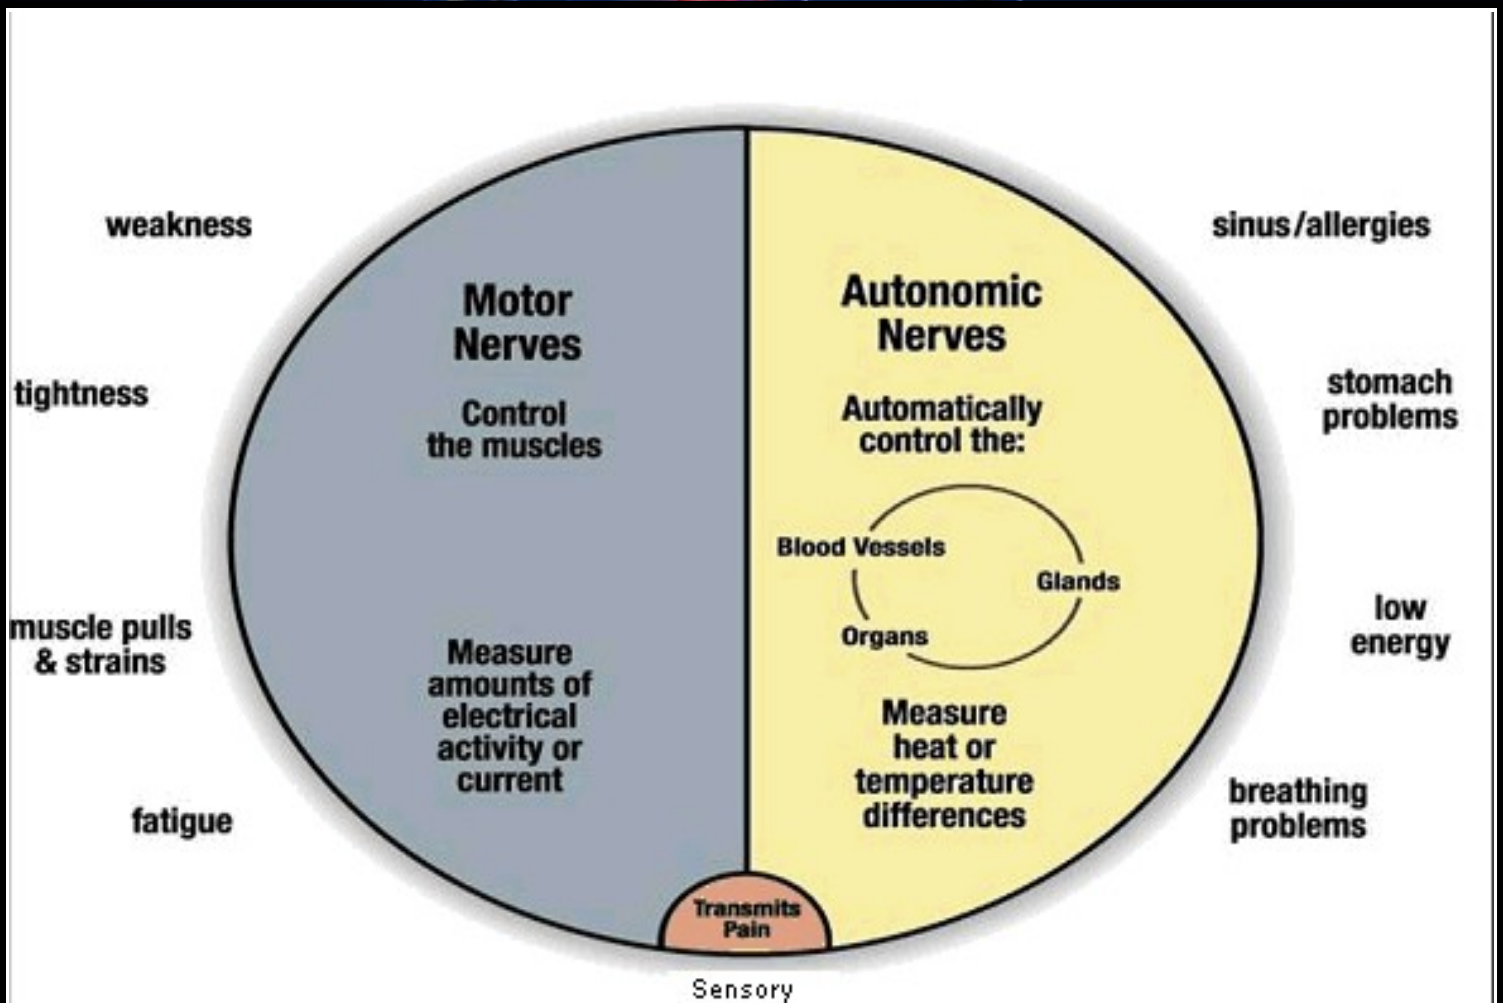 weakness
tightness
muscle pulls
& strains
fatigue
Motor
Nerves
Control
the muscles
Measure
amounts of
electrical
activity or
current
Autonomic
Nerves
Automatically
control the:
Blood Vessels
Glands
Organs
Measure
heat or
temperature
differences
sinus/allergies
stomach
problems
low
energy
breathing
problems
Transmits
Pain
Sensory